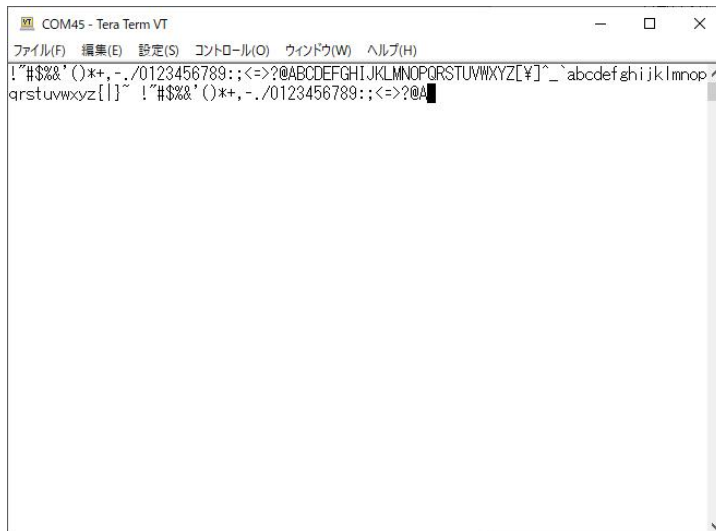 COM45 - Tera Term VT
ファイル(F) 編集(E) 設定(S) コントロール(O) ウィンドウ(W) ヘルプ(H)
!"#$%&'()*+,-./0123456789:;<=>?@ABCDEFGHIJKLMNOPQRSTUVWXYZ[¥]^_`abcdefghijklmnop
qrstuvwxyz{|}~ !"#$%&'()*+,-./0123456789:;<=>?@A